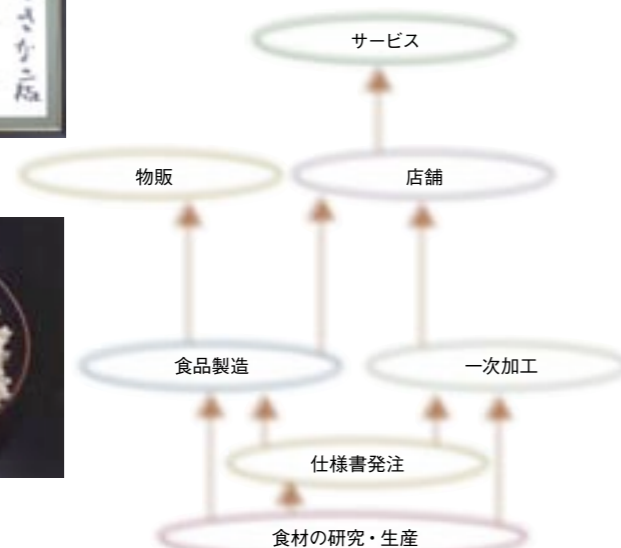 サービス
物販
店舗
食品製造
一次加工
仕様書発注
食材の研究・生産